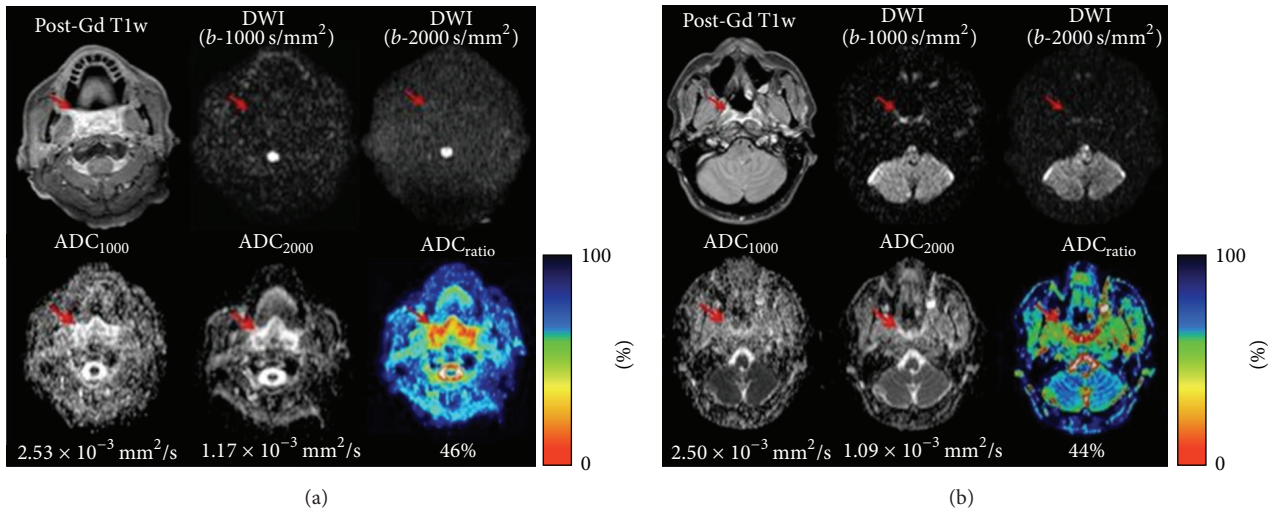 Post-Gd T1w
DWI
(b-1000 s/mm²)
DWI
(b-2000 s/mm²)
ADC₁₀₀₀
ADC₂₀₀₀
ADCratio
2.53 × 10⁻³ mm²/s
1.17 × 10⁻³ mm²/s
46%
100
(%)
0
(a)
Post-Gd T1w
DWI
(b-1000 s/mm²)
DWI
(b-2000 s/mm²)
ADC₁₀₀₀
ADC₂₀₀₀
ADCratio
2.50 × 10⁻³ mm²/s
1.09 × 10⁻³ mm²/s
44%
100
(%)
0
(b)